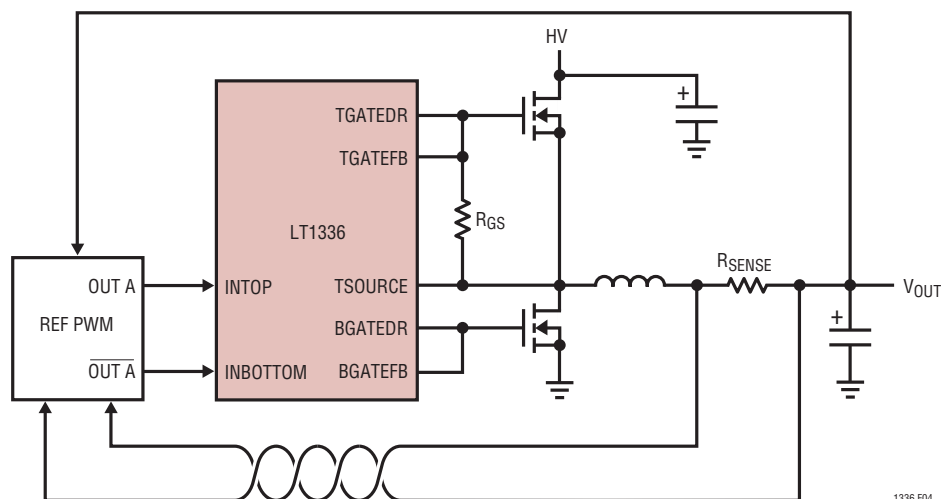 HV
+
TGATEDR
TGATEFB
LT1336
RGS
RSENSE
OUT A
INTOP
TSOURCE
VOUT
REF PWM
BGATEDR
+
OUT A
INBOTTOM
BGATEFB
1336 F04